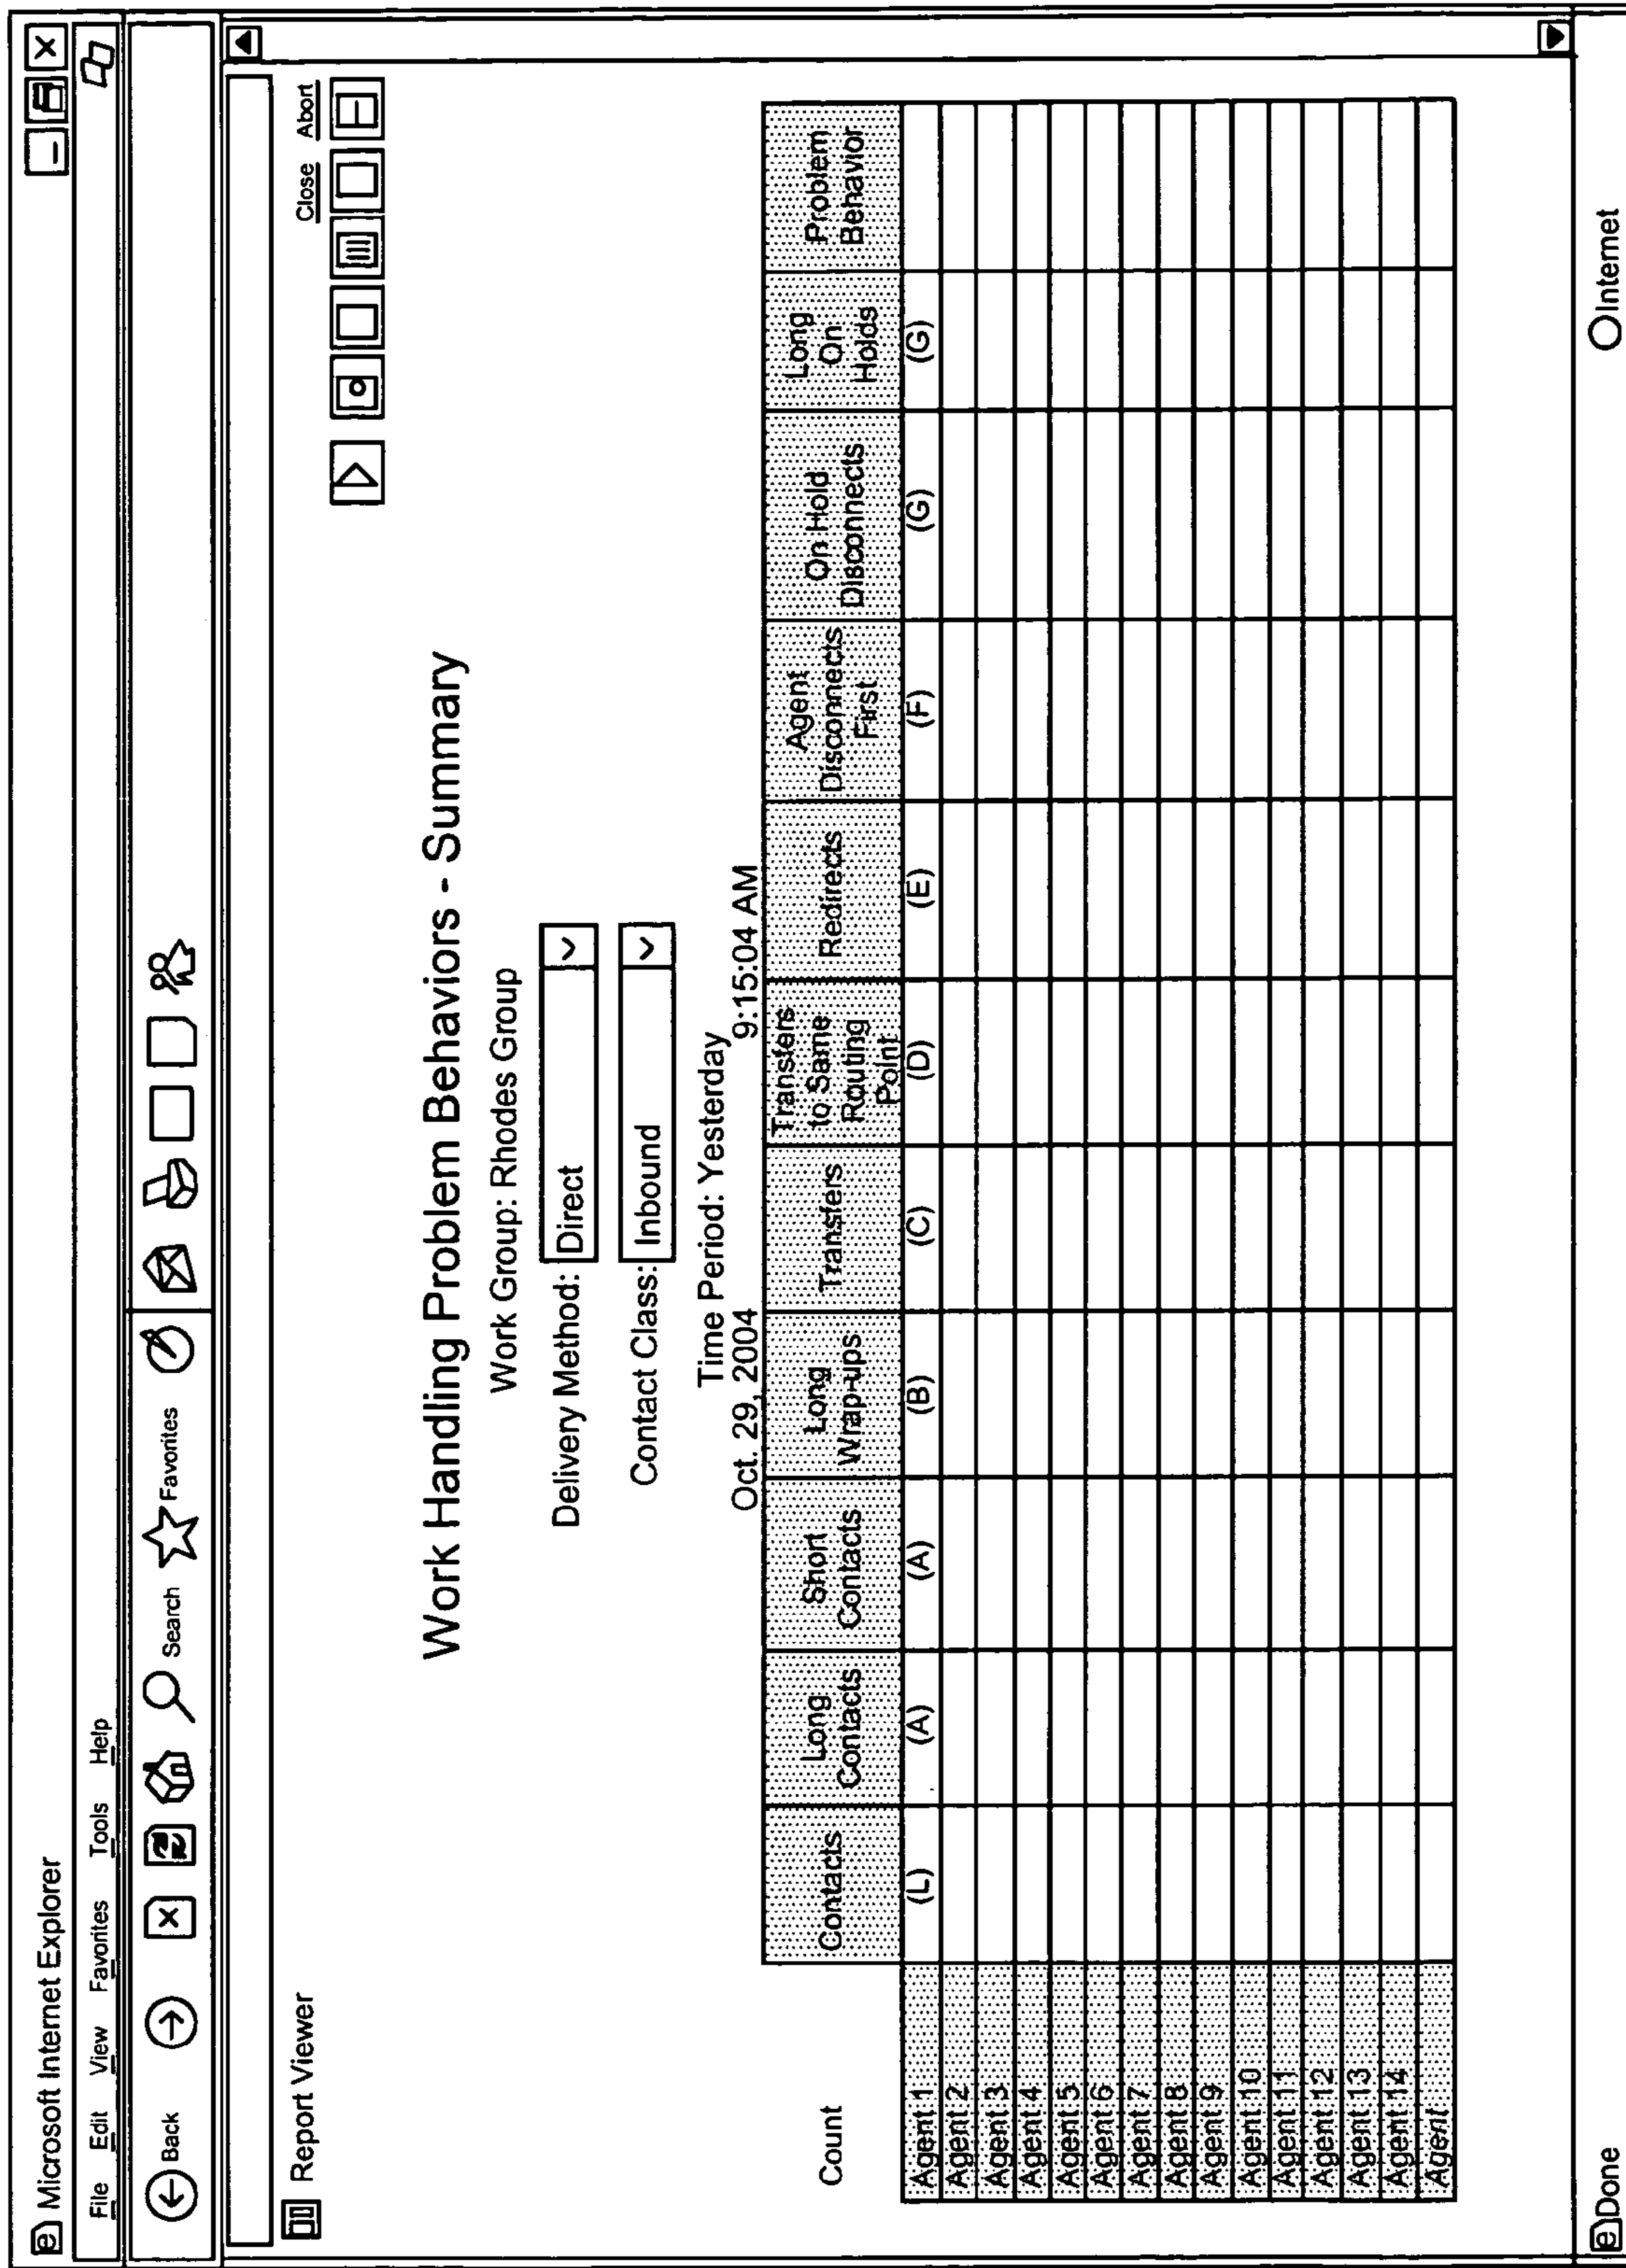 Microsoft Internet Explorer
File Edit View Favorites Tools Help
Back Search Favorites
Report Viewer
Close Abort
Work Handling Problem Behaviors - Summary
Work Group: Rhodes Group
Delivery Method: Direct
Contact Class: Inbound
Time Period: Yesterday
Oct. 29, 2004 9:15:04 AM
Count
Contacts
Long
Contacts
Short
Contacts
Long
Wrap-ups
Transfers
Transfers
to Same
Routing
Point
Redirects
Agent
Disconnects
First
On Hold
Disconnects
Long
On
Holds
Problem
Behavior
Agent 1 (L) (A) (A) (B) (C) (D) (E) (F) (G) (G)
Agent 2
Agent 3
Agent 4
Agent 5
Agent 6
Agent 7
Agent 8
Agent 9
Agent 10
Agent 11
Agent 12
Agent 13
Agent 14
Agent
Done Internet